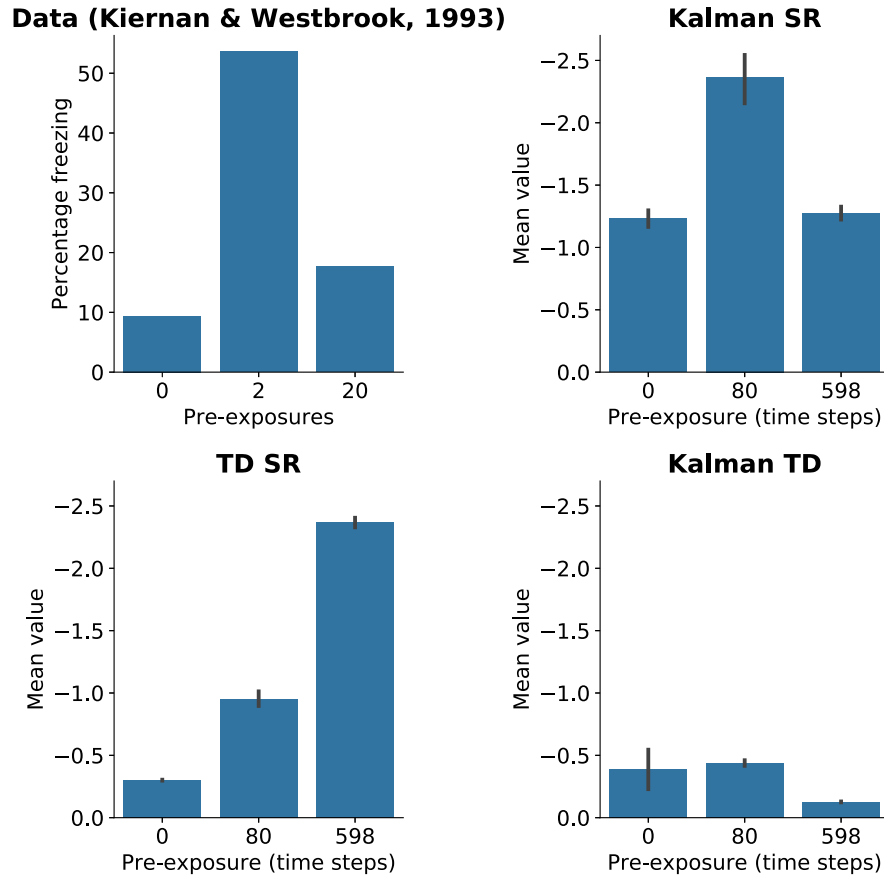 Data (Kiernan & Westbrook, 1993)
Percentage freezing
50
40
30
20
10
0
0 2 20
Pre-exposures
Kalman SR
Mean value
−2.5
−2.0
−1.5
−1.0
−0.5
0.0
0 80 598
Pre-exposure (time steps)
TD SR
Mean value
−2.5
−2.0
−1.5
−1.0
−0.5
0.0
0 80 598
Pre-exposure (time steps)
Kalman TD
Mean value
−2.5
−2.0
−1.5
−1.0
−0.5
0.0
0 80 598
Pre-exposure (time steps)